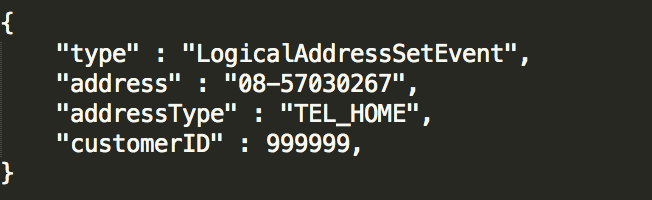 {
"type" : "LogicalAddressSetEvent",
"address" : "08-57030267",
"addressType" : "TEL_HOME",
"customerID" : 999999,
}